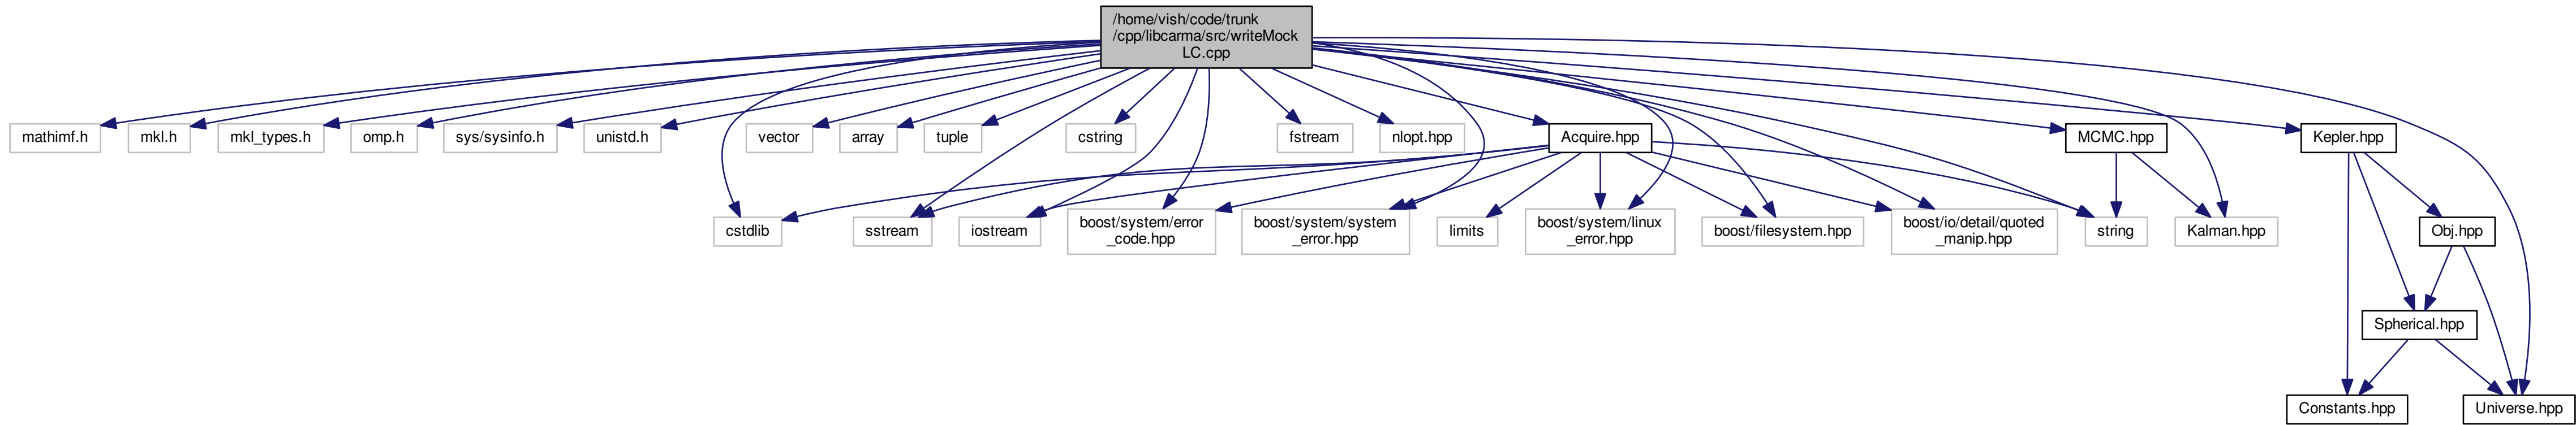 /home/vish/code/trunk
/cpp/libcarma/src/writeMock
LC.cpp
mathimf.h
mkl.h
mkl_types.h
omp.h
sys/sysinfo.h
unistd.h
vector
array
tuple
cstring
fstream
nlopt.hpp
Acquire.hpp
MCMC.hpp
Kepler.hpp
cstdlib
sstream
iostream
boost/system/error
_code.hpp
boost/system/system
_error.hpp
limits
boost/system/linux
_error.hpp
boost/filesystem.hpp
boost/io/detail/quoted
_manip.hpp
string
Kalman.hpp
Obj.hpp
Spherical.hpp
Constants.hpp
Universe.hpp